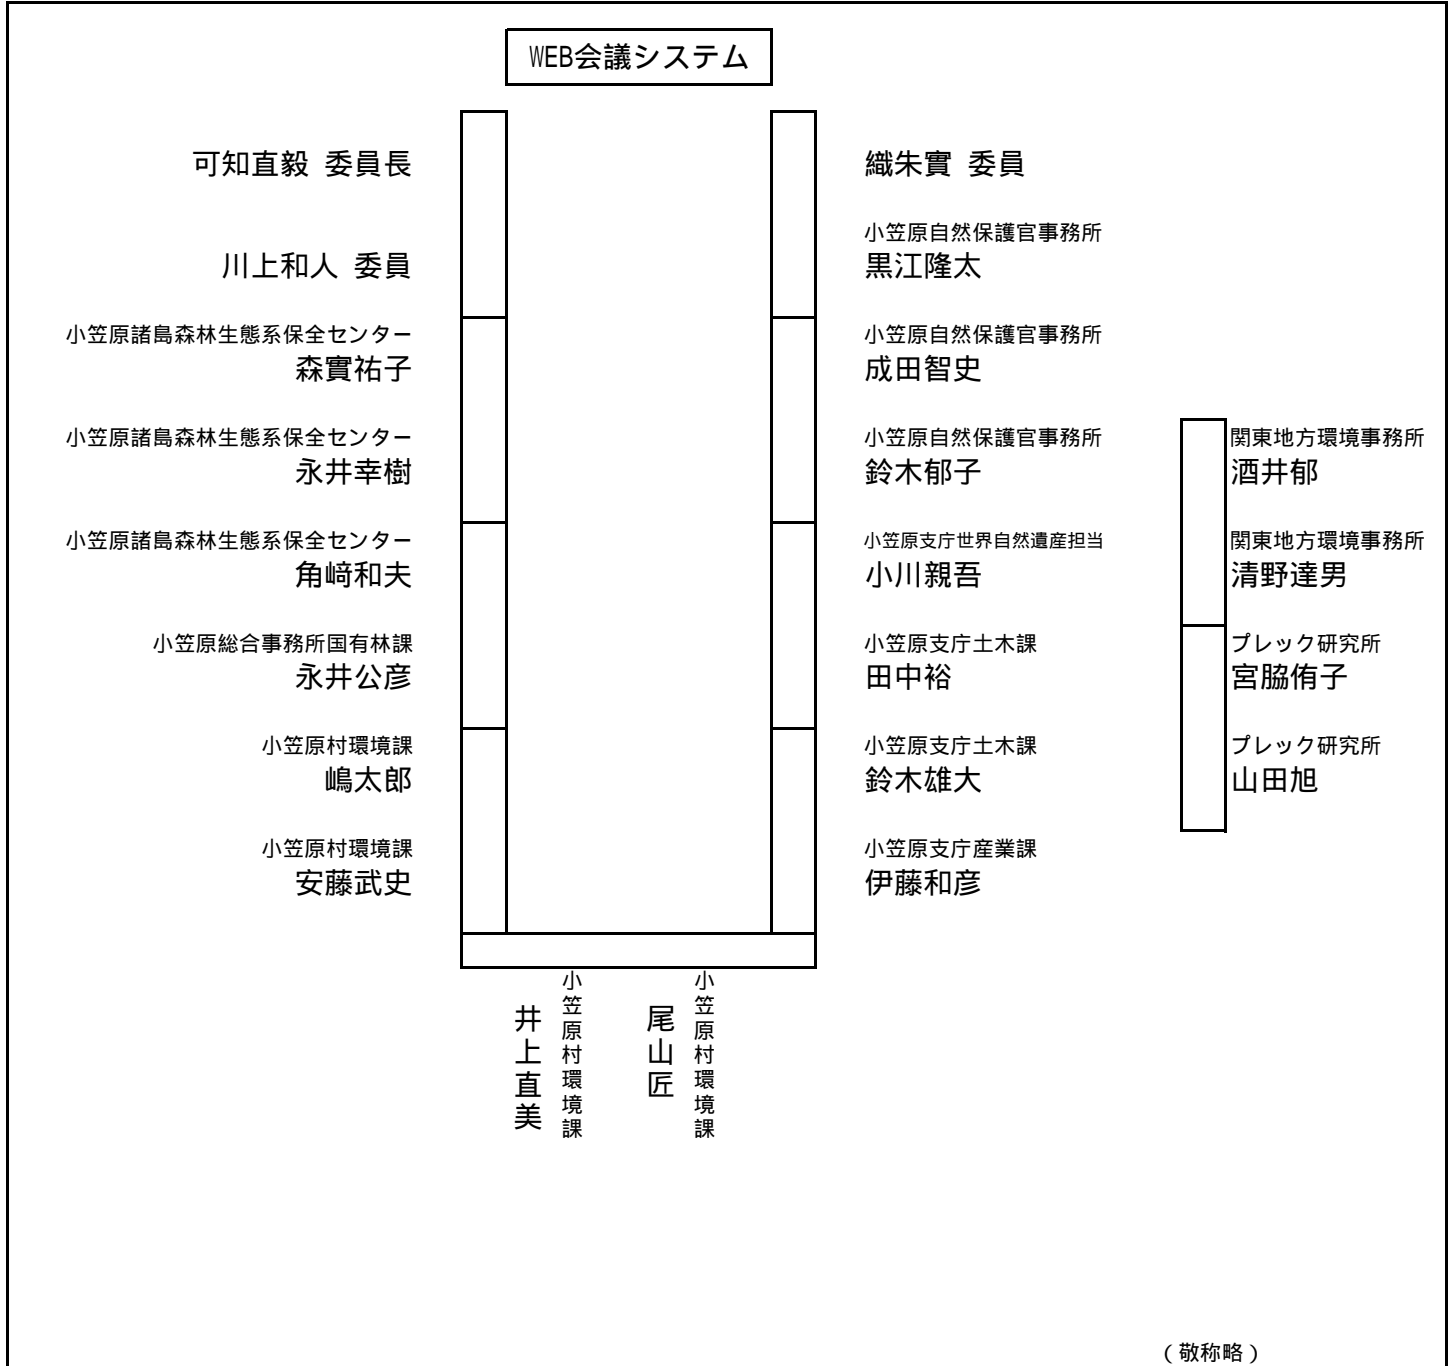 WEB会議システム
可知直毅 委員長
川上和人 委員
小笠原諸島森林生態系保全センター
森實祐子
小笠原諸島森林生態系保全センター
永井幸樹
小笠原諸島森林生態系保全センター
角﨑和夫
小笠原総合事務所国有林課
永井公彦
小笠原村環境課
嶋太郎
小笠原村環境課
安藤武史
織朱實 委員
小笠原自然保護官事務所
黒江隆太
小笠原自然保護官事務所
成田智史
小笠原自然保護官事務所
鈴木郁子
小笠原支庁世界自然遺産担当
小川親吾
小笠原支庁土木課
田中裕
小笠原支庁土木課
鈴木雄大
小笠原支庁産業課
伊藤和彦
関東地方環境事務所
酒井郁
関東地方環境事務所
清野達男
プレック研究所
宮脇侑子
プレック研究所
山田旭
小笠原村環境課
尾山匠
小笠原村環境課
井上直美
（敬称略）